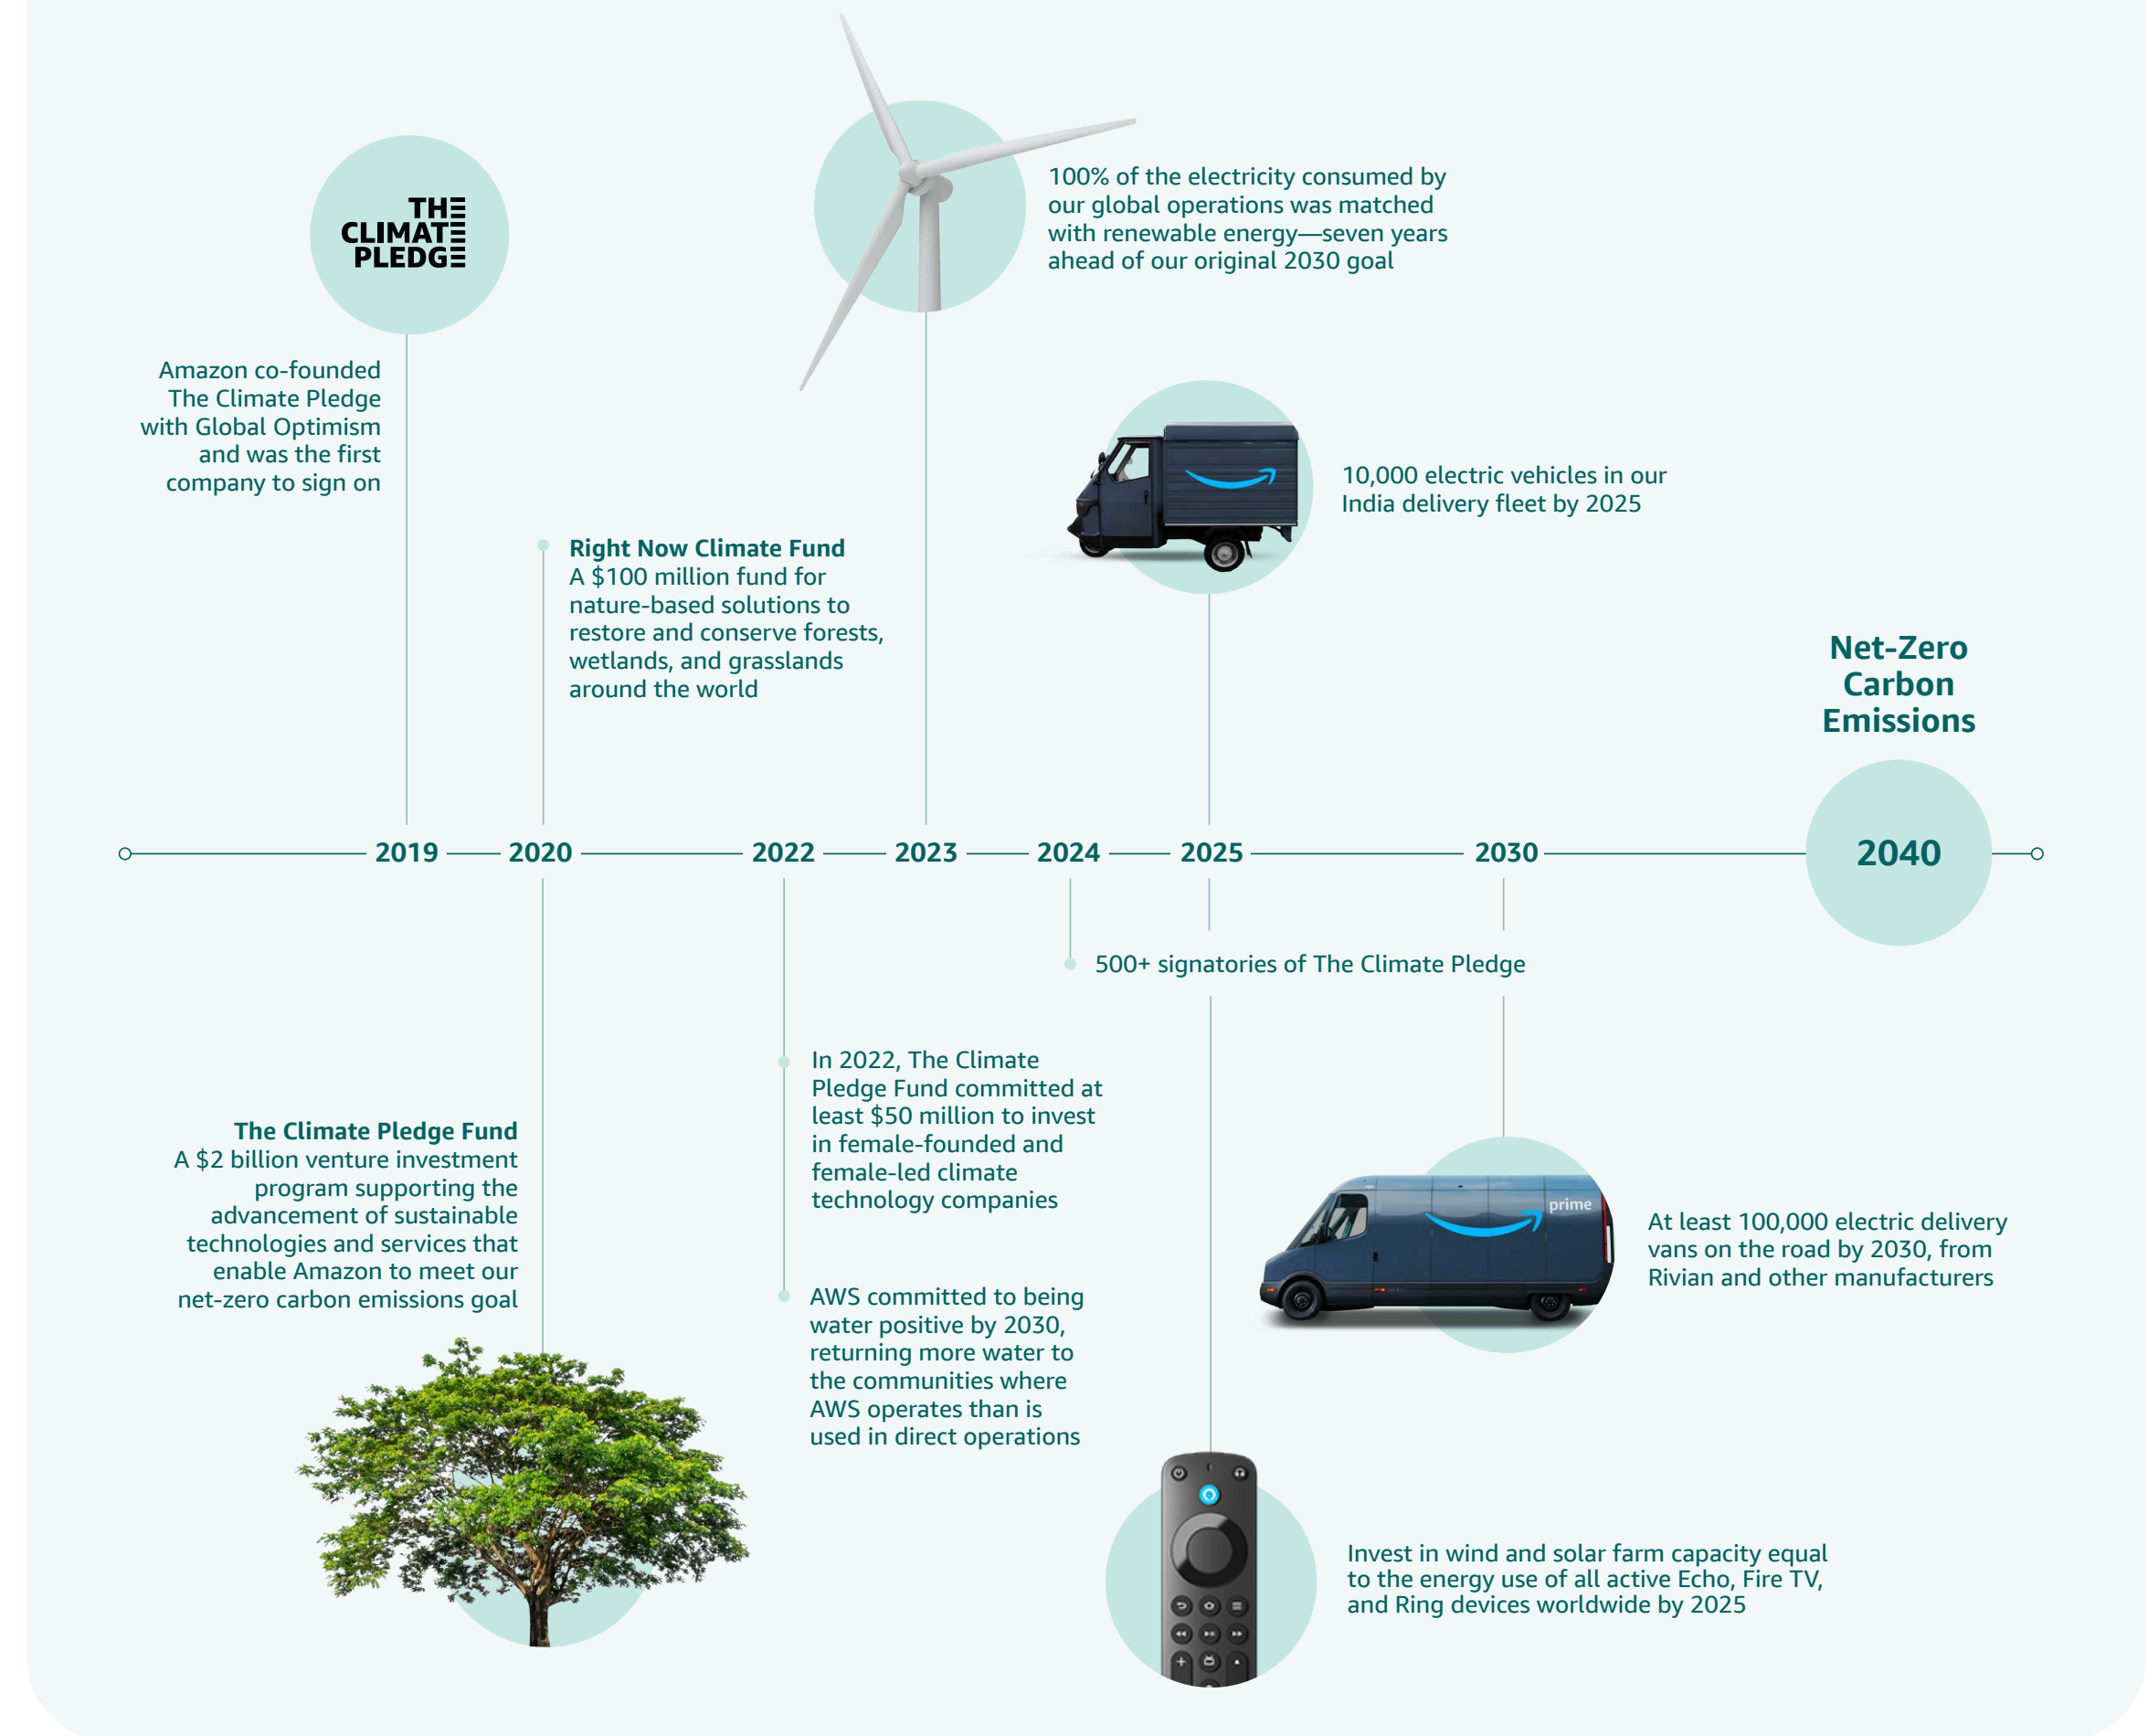 THE
CLIMATE
PLEDGE
Amazon co-founded
The Climate Pledge
with Global Optimism
and was the first
company to sign on
Right Now Climate Fund
A $100 million fund for
nature-based solutions to
restore and conserve forests,
wetlands, and grasslands
around the world
100% of the electricity consumed by
our global operations was matched
with renewable energy—seven years
ahead of our original 2030 goal
10,000 electric vehicles in our
India delivery fleet by 2025
Net-Zero
Carbon
Emissions
2019
2020
2022
2023
2024
2025
2030
2040
500+ signatories of The Climate Pledge
The Climate Pledge Fund
A $2 billion venture investment
program supporting the
advancement of sustainable
technologies and services that
enable Amazon to meet our
net-zero carbon emissions goal
In 2022, The Climate
Pledge Fund committed at
least $50 million to invest
in female-founded and
female-led climate
technology companies
AWS committed to being
water positive by 2030,
returning more water to
the communities where
AWS operates than is
used in direct operations
prime
At least 100,000 electric delivery
vans on the road by 2030, from
Rivian and other manufacturers
Invest in wind and solar farm capacity equal
to the energy use of all active Echo, Fire TV,
and Ring devices worldwide by 2025